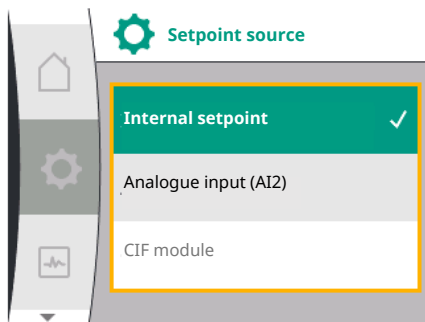 Setpoint source
Internal setpoint
Analogue input (AI2)
CIF module